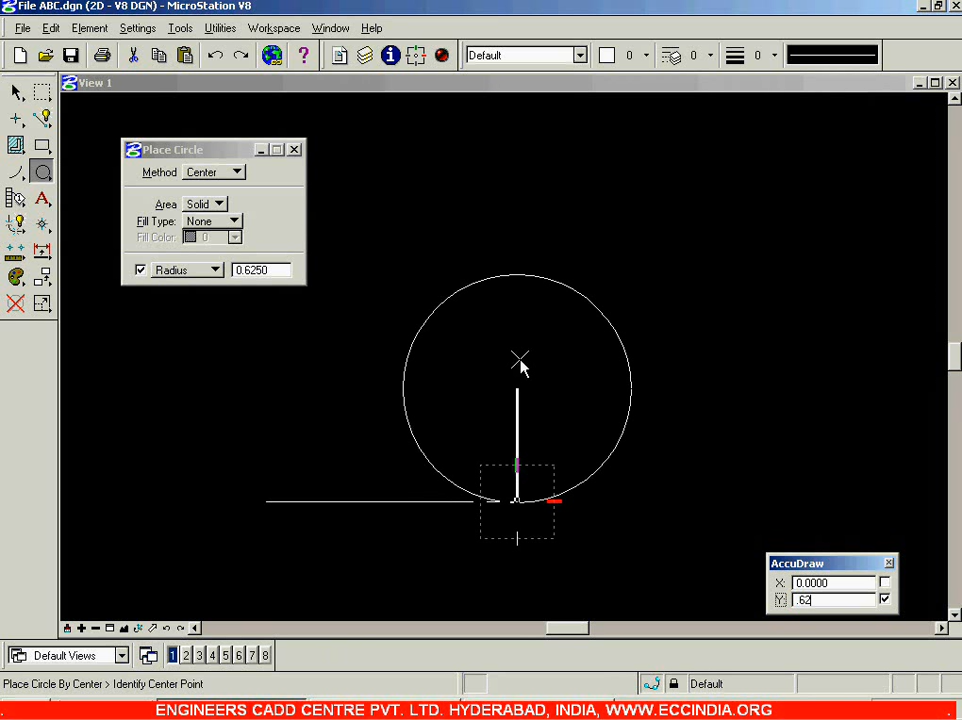 File ABC.dgn (2D - V8 DGN) - MicroStation V8
File Edit Element Settings Tools Utilities Workspace Window Help
Default 0 0 0
View 1
Place Circle
Method Center
Area Solid
Fill Type: None
Fill Color: 0
Radius 0.6250
AccuDraw
X: 0.0000
Y: .62
Default Views 1 2 3 4 5 6 7 8
Place Circle By Center > Identify Center Point Default
ENGINEERS CADD CENTRE PVT. LTD. HYDERABAD, INDIA, WWW.ECCINDIA.ORG